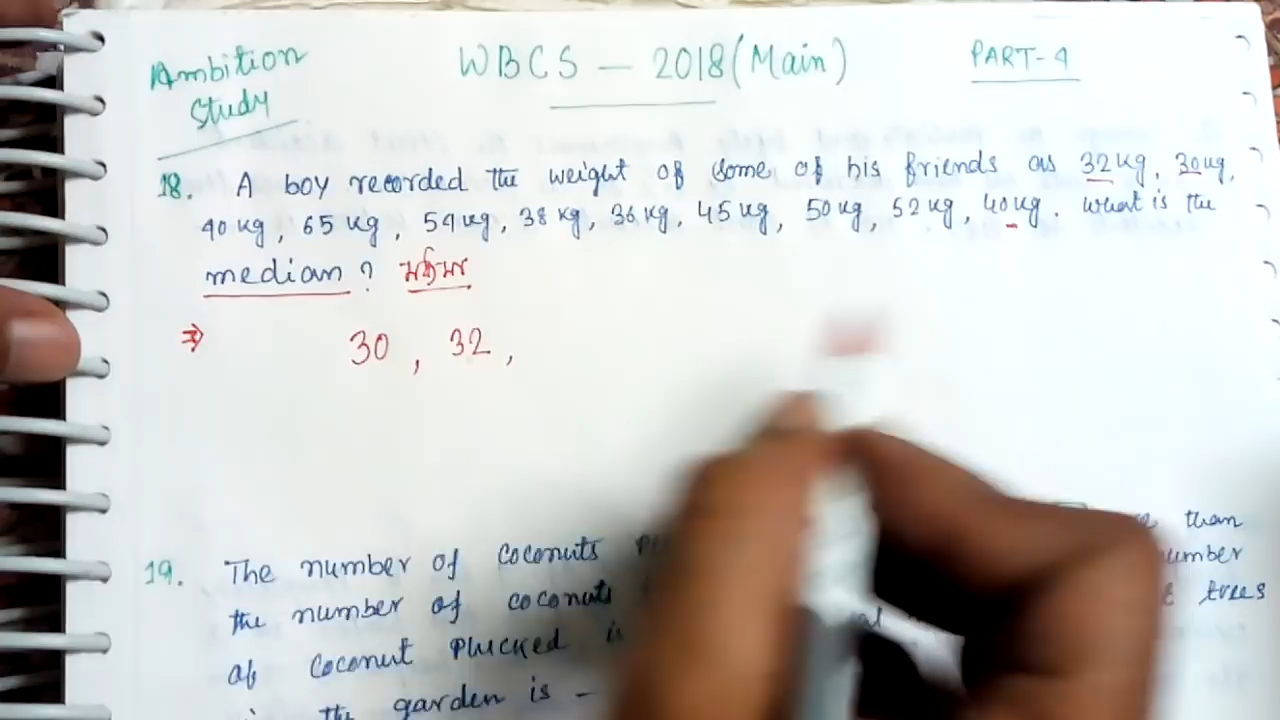 Ambition
Study
WBCS — 2018 (Main)
PART-4
18. A boy recorded the weight of some of his friends as 32 kg, 30 kg,
40 kg, 65 kg, 54 kg, 38 kg, 36 kg, 45 kg, 50 kg, 52 kg, 40 kg. What is the
median ?
⇒ 30 , 32 ,
than
19. The number of coconuts
the number of coconuts trees
of coconut plucked
the garden is —